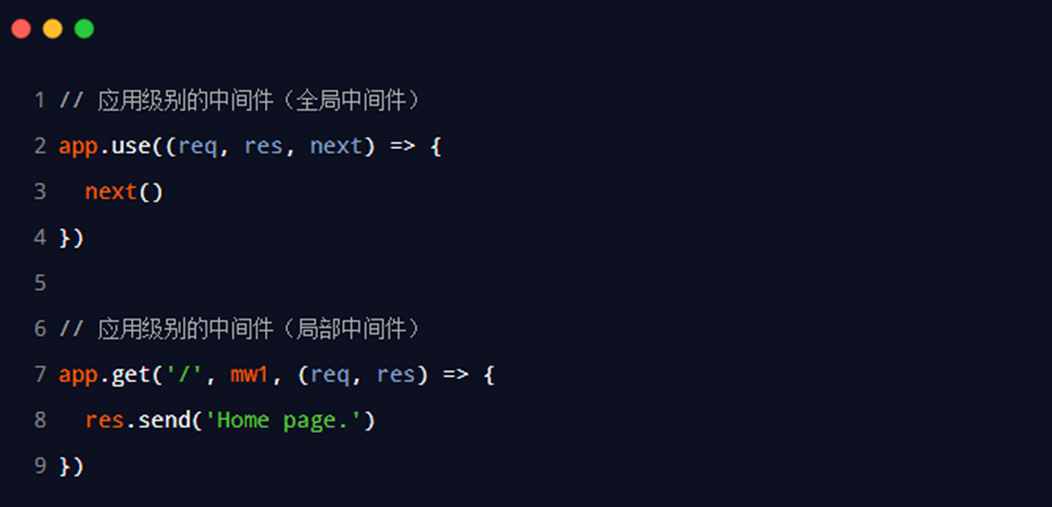 1 // 应用级别的中间件（全局中间件）
2 app.use((req, res, next) => {
3   next()
4 })
5
6 // 应用级别的中间件（局部中间件）
7 app.get('/', mw1, (req, res) => {
8   res.send('Home page.')
9 })